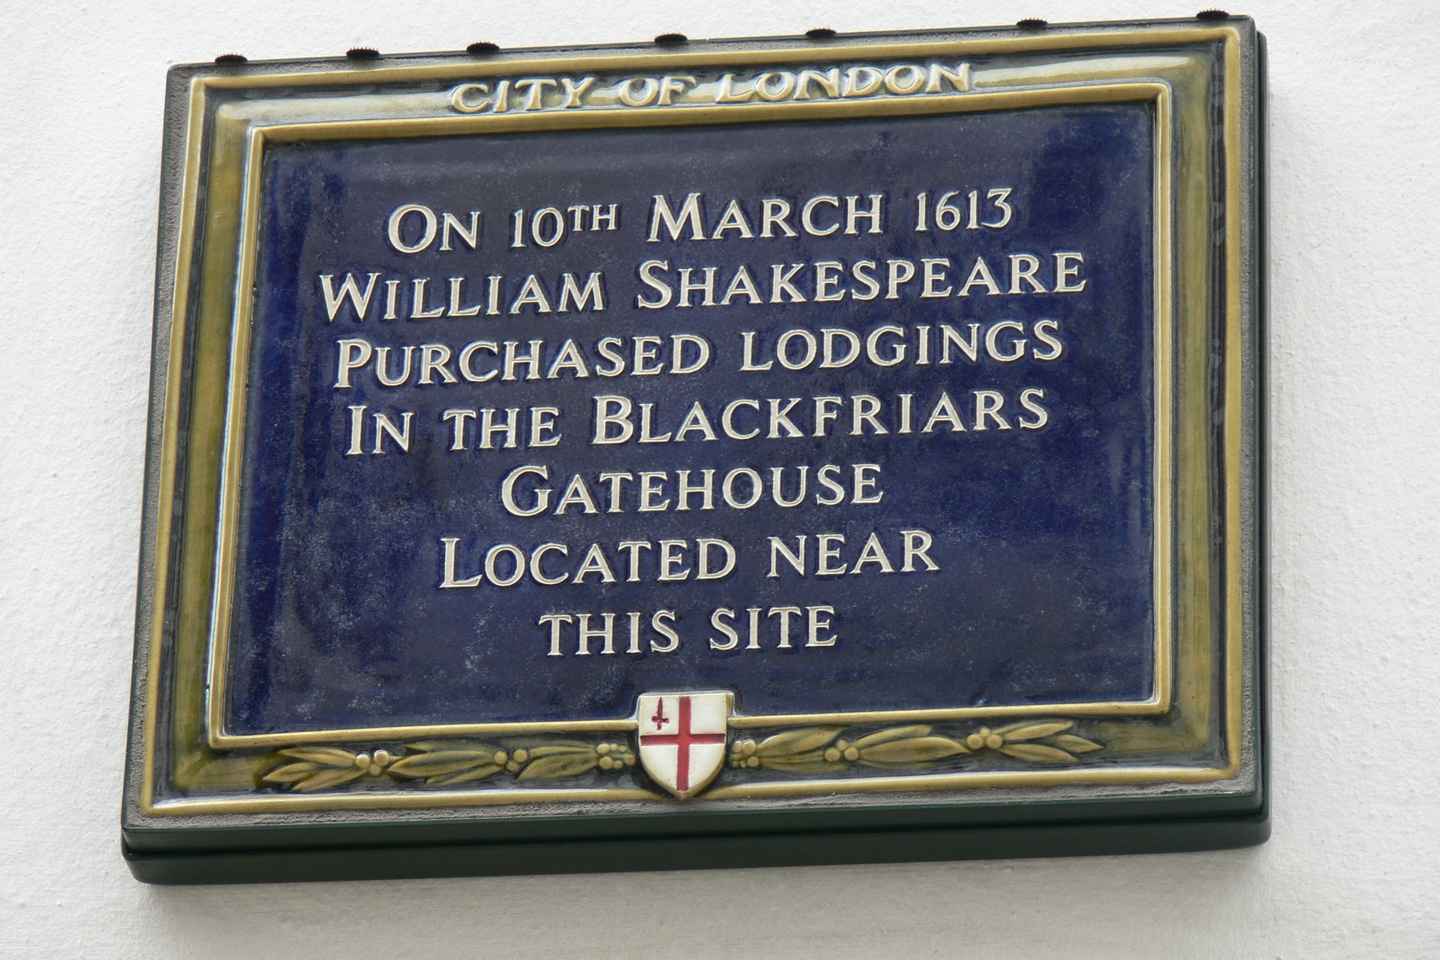 CITY OF LONDON
ON 10TH MARCH 1613
WILLIAM SHAKESPEARE
PURCHASED LODGINGS
IN THE BLACKFRIARS
GATEHOUSE
LOCATED NEAR
THIS SITE